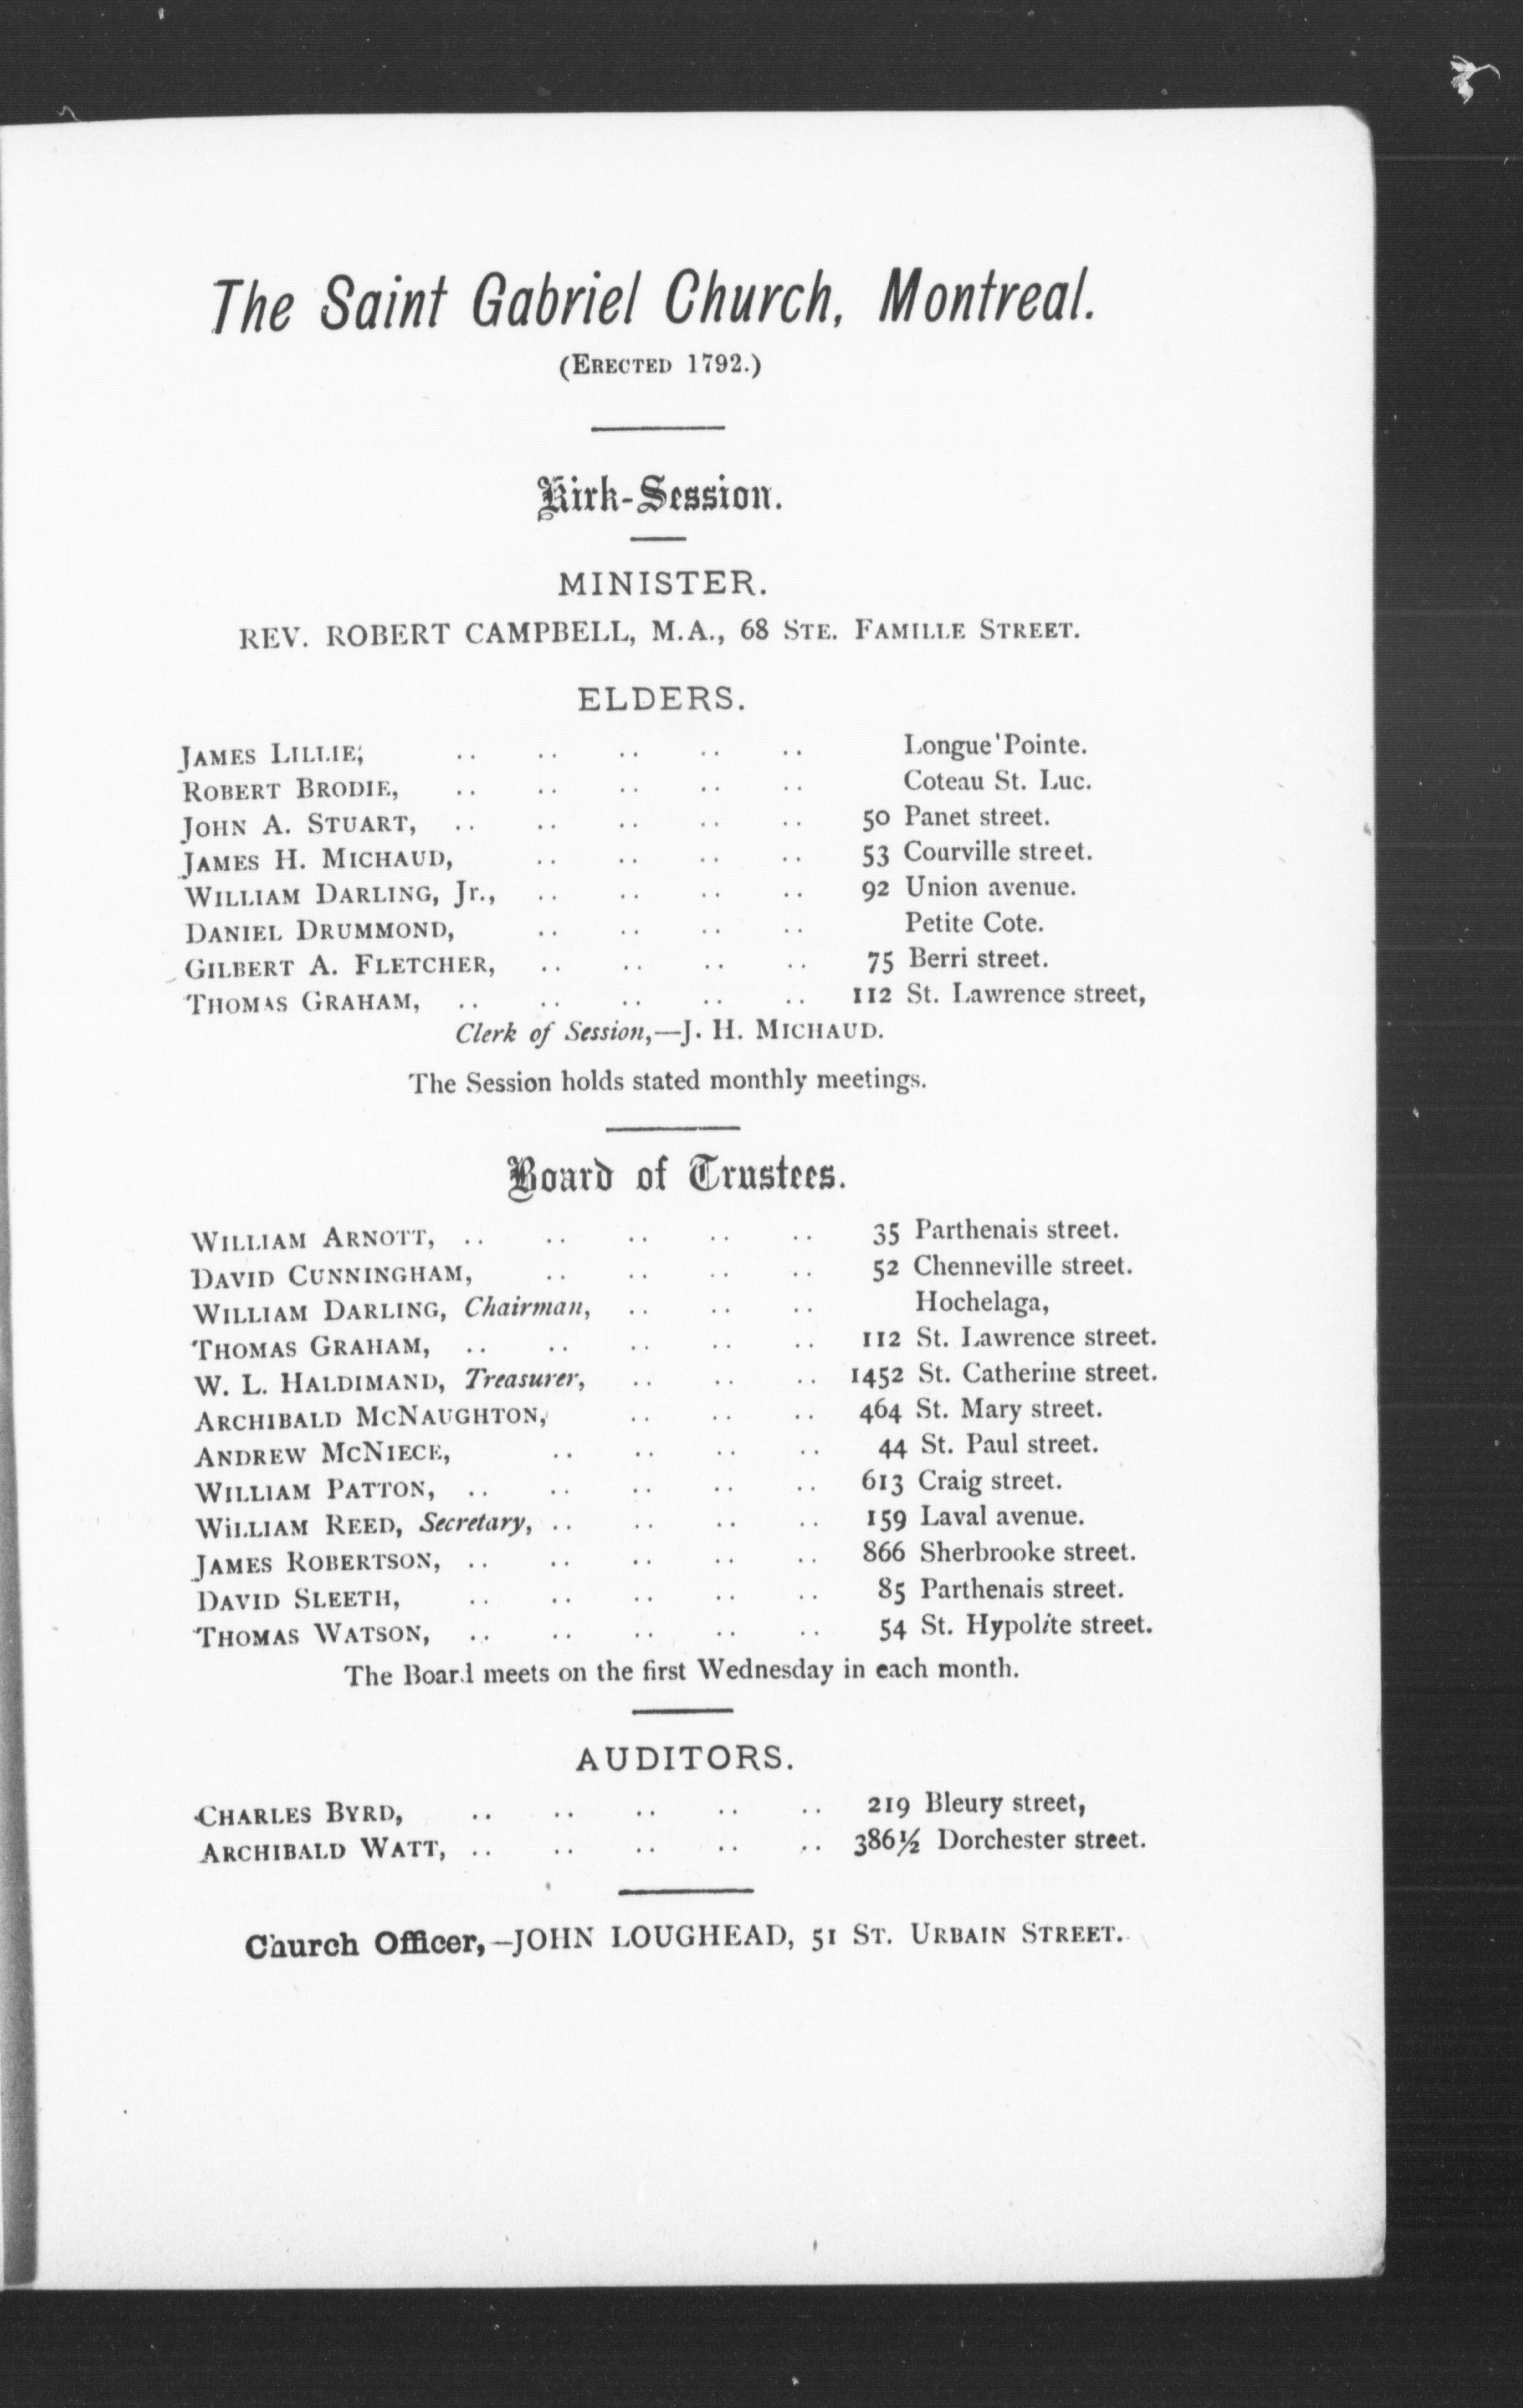 The Saint Gabriel Church, Montreal.
(ERECTED 1792.)
Kirk-Session.
MINISTER.
REV. ROBERT CAMPBELL, M.A., 68 STE. FAMILLE STREET.
ELDERS.
JAMES LILLIE, .. .. .. .. .. Longue Pointe.
ROBERT BRODIE, .. .. .. .. .. Coteau St. Luc.
JOHN A. STUART, .. .. .. .. .. 50 Panet street.
JAMES H. MICHAUD, .. .. .. .. 53 Courville street.
WILLIAM DARLING, Jr., .. .. .. .. 92 Union avenue.
DANIEL DRUMMOND, .. .. .. .. Petite Cote.
GILBERT A. FLETCHER, .. .. .. .. 75 Berri street.
THOMAS GRAHAM, .. .. .. .. .. 112 St. Lawrence street,
Clerk of Session,—J. H. MICHAUD.
The Session holds stated monthly meetings.
Board of Trustees.
WILLIAM ARNOTT, .. .. .. .. .. 35 Parthenais street.
DAVID CUNNINGHAM, .. .. .. .. 52 Chenneville street.
WILLIAM DARLING, Chairman, .. .. .. Hochelaga,
THOMAS GRAHAM, .. .. .. .. .. 112 St. Lawrence street.
W. L. HALDIMAND, Treasurer, .. .. .. 1452 St. Catherine street.
ARCHIBALD MCNAUGHTON, .. .. .. 464 St. Mary street.
ANDREW MCNIECE, .. .. .. .. 44 St. Paul street.
WILLIAM PATTON, .. .. .. .. .. 613 Craig street.
WILLIAM REED, Secretary, .. .. .. .. 159 Laval avenue.
JAMES ROBERTSON, .. .. .. .. .. 866 Sherbrooke street.
DAVID SLEETH, .. .. .. .. .. 85 Parthenais street.
THOMAS WATSON, .. .. .. .. .. 54 St. Hypolite street.
The Board meets on the first Wednesday in each month.
AUDITORS.
CHARLES BYRD, .. .. .. .. .. 219 Bleury street,
ARCHIBALD WATT, .. .. .. .. .. 386½ Dorchester street.
Church Officer,—JOHN LOUGHEAD, 51 ST. URBAIN STREET.